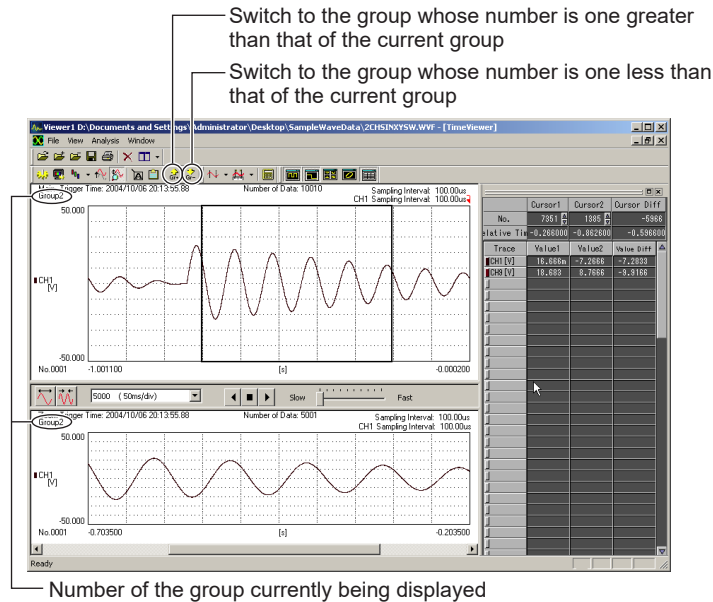 Switch to the group whose number is one greater
than that of the current group
Switch to the group whose number is one less than
that of the current group
Viewer1 D:\Documents and Settings\Administrator\Desktop\SampleWaveData\2CHSINXYSW.WVF - [TimeViewer]
File View Analysis Window
Trigger Time: 2004/10/06 20:13:55.88 Number of Data: 10010 Sampling Interval: 100.00us
Group2 CH1 Sampling Interval: 100.00us
50.000
CH1
[V]
-50.000
No.0001 -1.001100 [s] -0.000200
5000 ( 50ms/div) Slow Fast
Trigger Time: 2004/10/06 20:13:55.88 Number of Data: 5001 Sampling Interval: 100.00us
Group2 CH1 Sampling Interval: 100.00us
50.000
CH1
[V]
-50.000
No.0001 -0.703500 [s] -0.203500
Cursor1 Cursor2 Cursor Diff
No. 7351 1385 -5966
elative Tim -0.266000 -0.862600 -0.596600
Trace Value1 Value2 Value Diff
CH1[V] 16.666m -7.2666 -7.2833
CH9[V] 18.683 8.7666 -9.9166
Ready
Number of the group currently being displayed